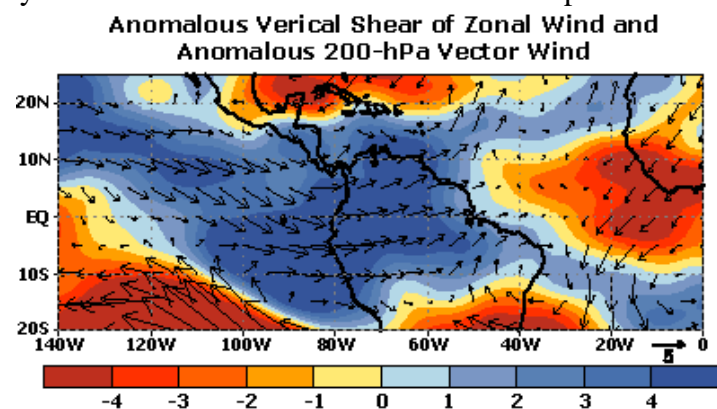 Anomalous Verical Shear of Zonal Wind and
Anomalous 200-hPa Vector Wind
20N
10N
EQ
10S
20S
140W 120W 100W 80W 60W 40W 20W 0
5
-4 -3 -2 -1 0 1 2 3 4